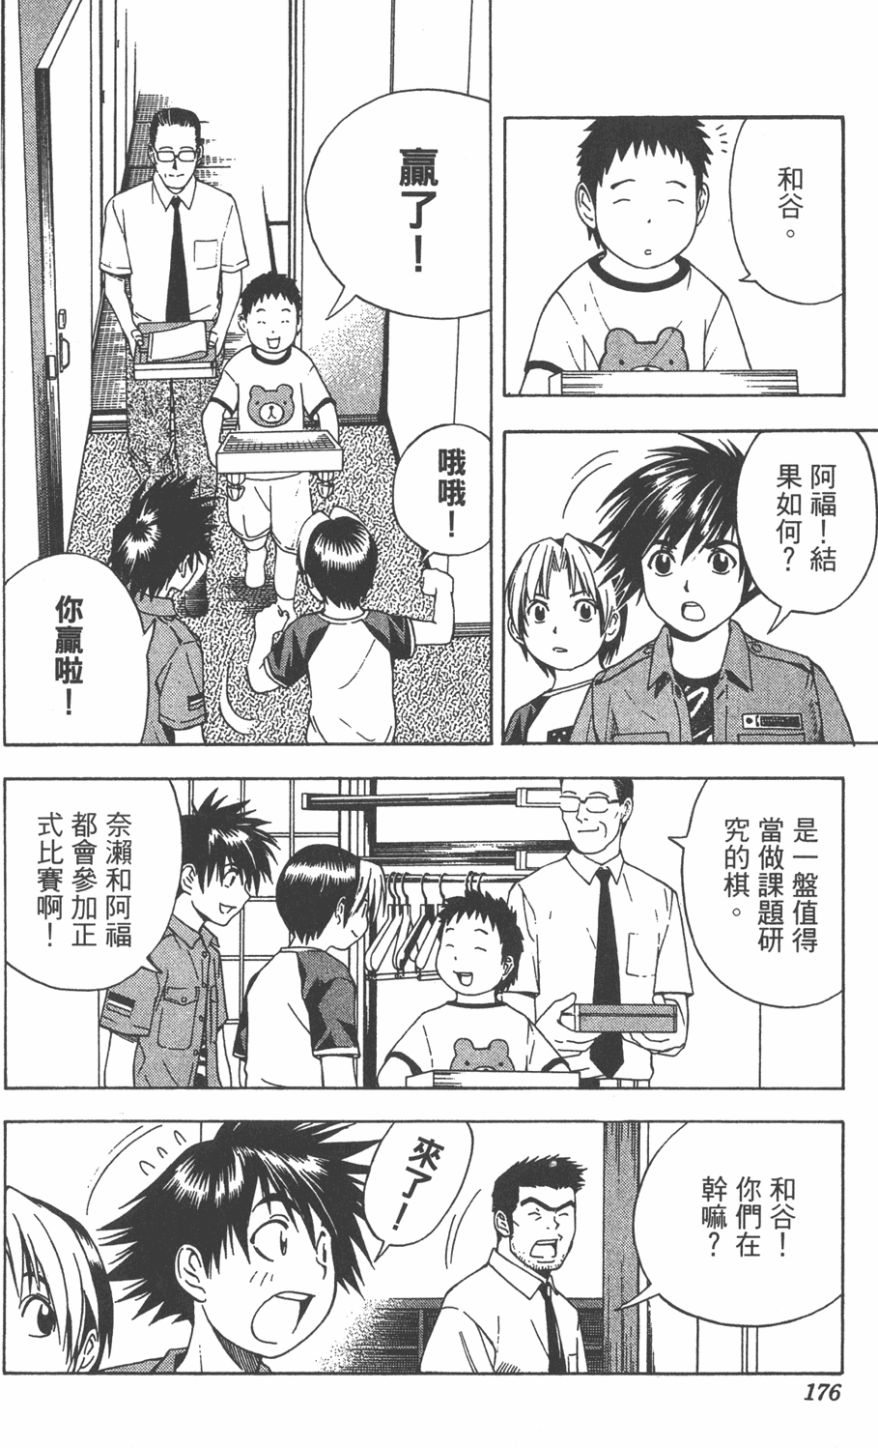 和谷。
阿福！結
果如何？
贏了！
哦哦！
你贏啦！
是一盤值得
當做課題研
究的棋。
奈瀨和阿福
都會參加正
式比賽啊！
和谷！
你們在
幹嘛？
來了！
176